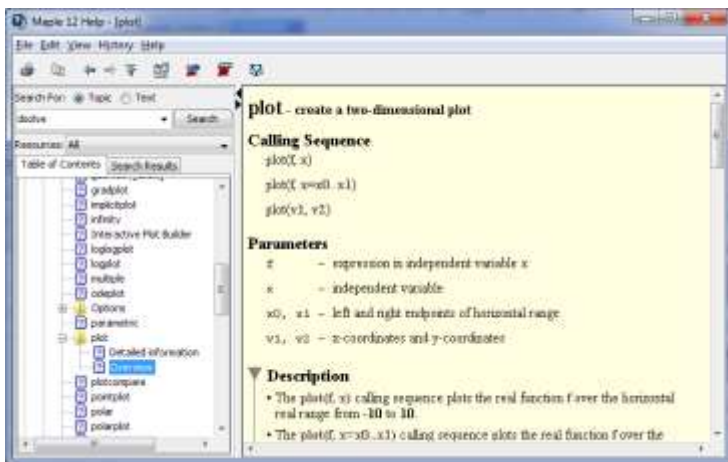 Maple 12 Help - [plot]
File Edit View History Help
Search For: Topic Text
dsolve
Search
Resources: All
Table of Contents Search Results
gradplot
implicitplot
infinity
Interactive Plot Builder
loglogplot
logplot
multiple
odeplot
Options
parametric
plot
Detailed information
Overview
plotcompare
pointplot
polar
polarplot
plot - create a two-dimensional plot
Calling Sequence
plot(f, x)
plot(f, x=x0..x1)
plot(v1, v2)
Parameters
f - expression in independent variable x
x - independent variable
x0, x1 - left and right endpoints of horizontal range
v1, v2 - x-coordinates and y-coordinates
Description
• The plot(f, x) calling sequence plots the real function f over the horizontal
real range from -10 to 10.
• The plot(f, x=x0..x1) calling sequence plots the real function f over the